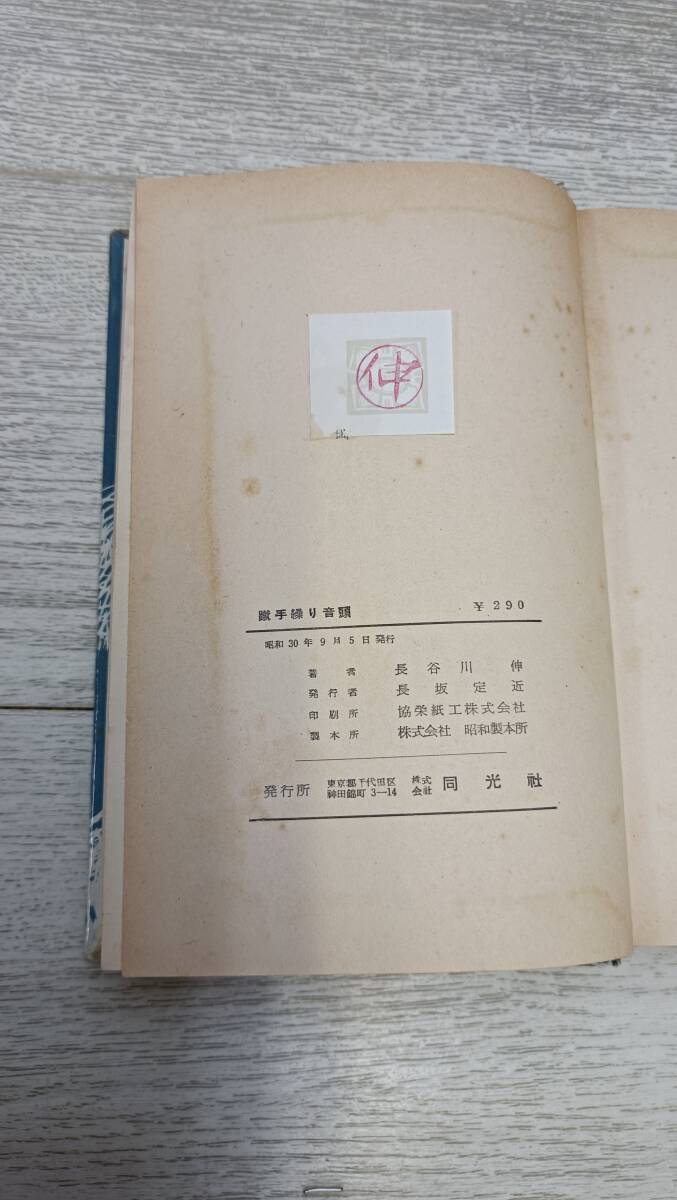 伸
蹴手繰り音頭 ￥290
昭和30年9月5日発行
著者 長谷川伸
発行者 長坂定近
印刷所 協栄紙工株式会社
製本所 株式会社 昭和製本所
発行所 東京都千代田区神田錦町3—14 株式会社 同光社